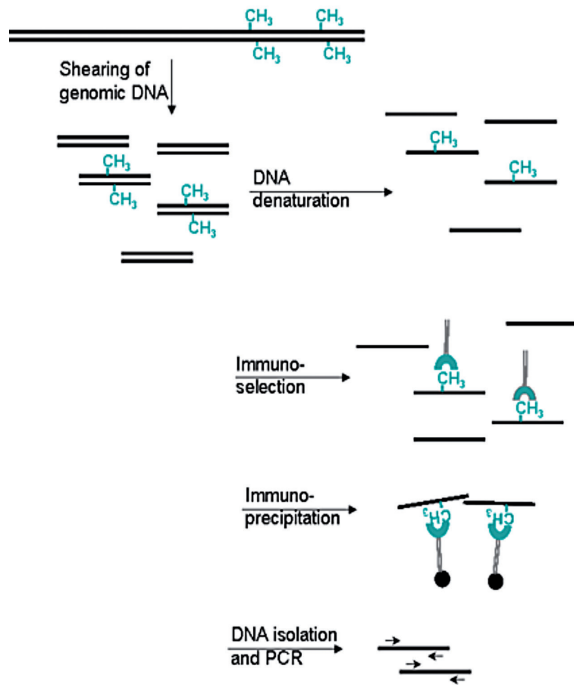 CH3 CH3
CH3 CH3
Shearing of
genomic DNA
CH3
CH3
CH3
CH3
DNA
denaturation
CH3
CH3
Immuno-
selection
CH3
CH3
Immuno-
precipitation
CH3 CH3
DNA isolation
and PCR